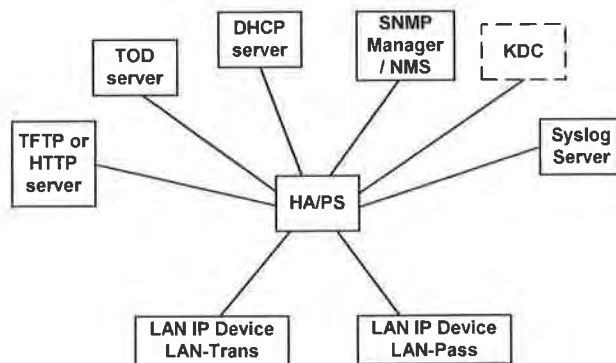 DHCP
server
SNMP
Manager
/ NMS
KDC
TOD
server
TFTP or
HTTP
server
Syslog
Server
HA/PS
LAN IP Device
LAN-Trans
LAN IP Device
LAN-Pass